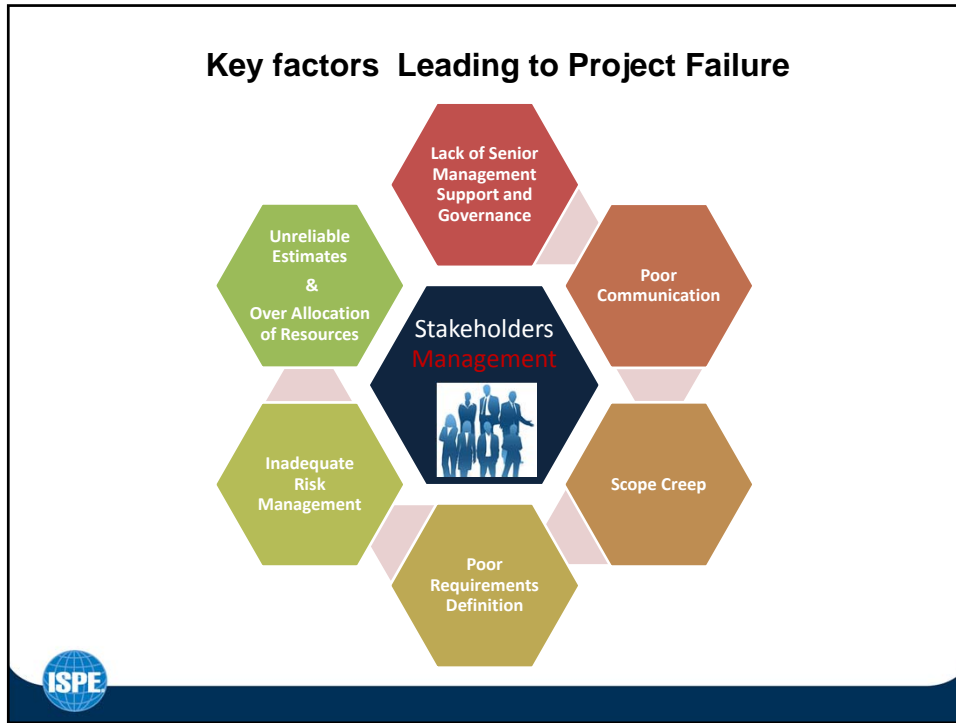 Key factors Leading to Project Failure
Lack of Senior
Management
Support and
Governance
Poor
Communication
Scope Creep
Poor
Requirements
Definition
Inadequate
Risk
Management
Unreliable
Estimates
&
Over Allocation
of Resources
Stakeholders
Management
ISPE